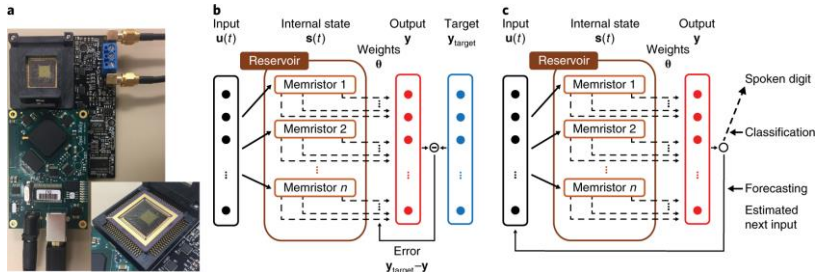 a
b
Input
u(t)
Internal state
s(t)
Weights
θ
Output
y
Target
y_target
Reservoir
Memristor 1
Memristor 2
...
Memristor n
...
...
...
Error
y_target–y
c
Input
u(t)
Internal state
s(t)
Weights
θ
Output
y
Reservoir
Memristor 1
Memristor 2
...
Memristor n
...
...
Spoken digit
Classification
Forecasting
Estimated
next input